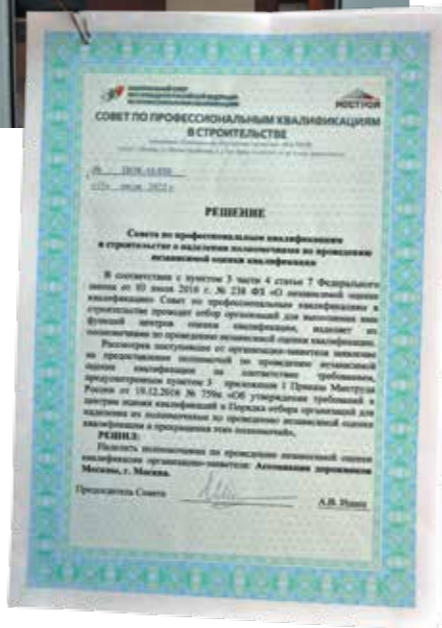 НОСТРОЙ
СОВЕТ ПО ПРОФЕССИОНАЛЬНЫМ КВАЛИФИКАЦИЯМ
В СТРОИТЕЛЬСТВЕ
№
июля 2022 г.
РЕШЕНИЕ
Совета по профессиональным квалификациям
в строительстве о наделении полномочиями по проведению
независимой оценки квалификации
В соответствии с пунктом 3 части 4 статьи 7 Федерального
закона от 03 июля 2016 г. № 238 ФЗ «О независимой оценке
квалификации» Совет по профессиональным квалификациям в
строительстве проводит отбор организаций для выполнения ими
функций центров оценки квалификации, наделяет их
полномочиями по проведению независимой оценки квалификации.
Рассмотрев поступившее от организации-заявителя заявление
на предоставление полномочий по проведению независимой
оценки квалификации на соответствие требованиям,
предусмотренным пунктом 3 приложения 1 Приказа Минтруда
России от 19.12.2016 № 759н «Об утверждении требований к
центрам оценки квалификаций и Порядка отбора организаций для
наделения их полномочиями по проведению независимой оценки
квалификации и прекращения этих полномочий»,
РЕШИЛ:
Наделить полномочиями по проведению независимой оценки
квалификации организацию-заявителя: Ассоциация дорожников
Москвы, г. Москва.
Председатель Совета
А.В. Ишин